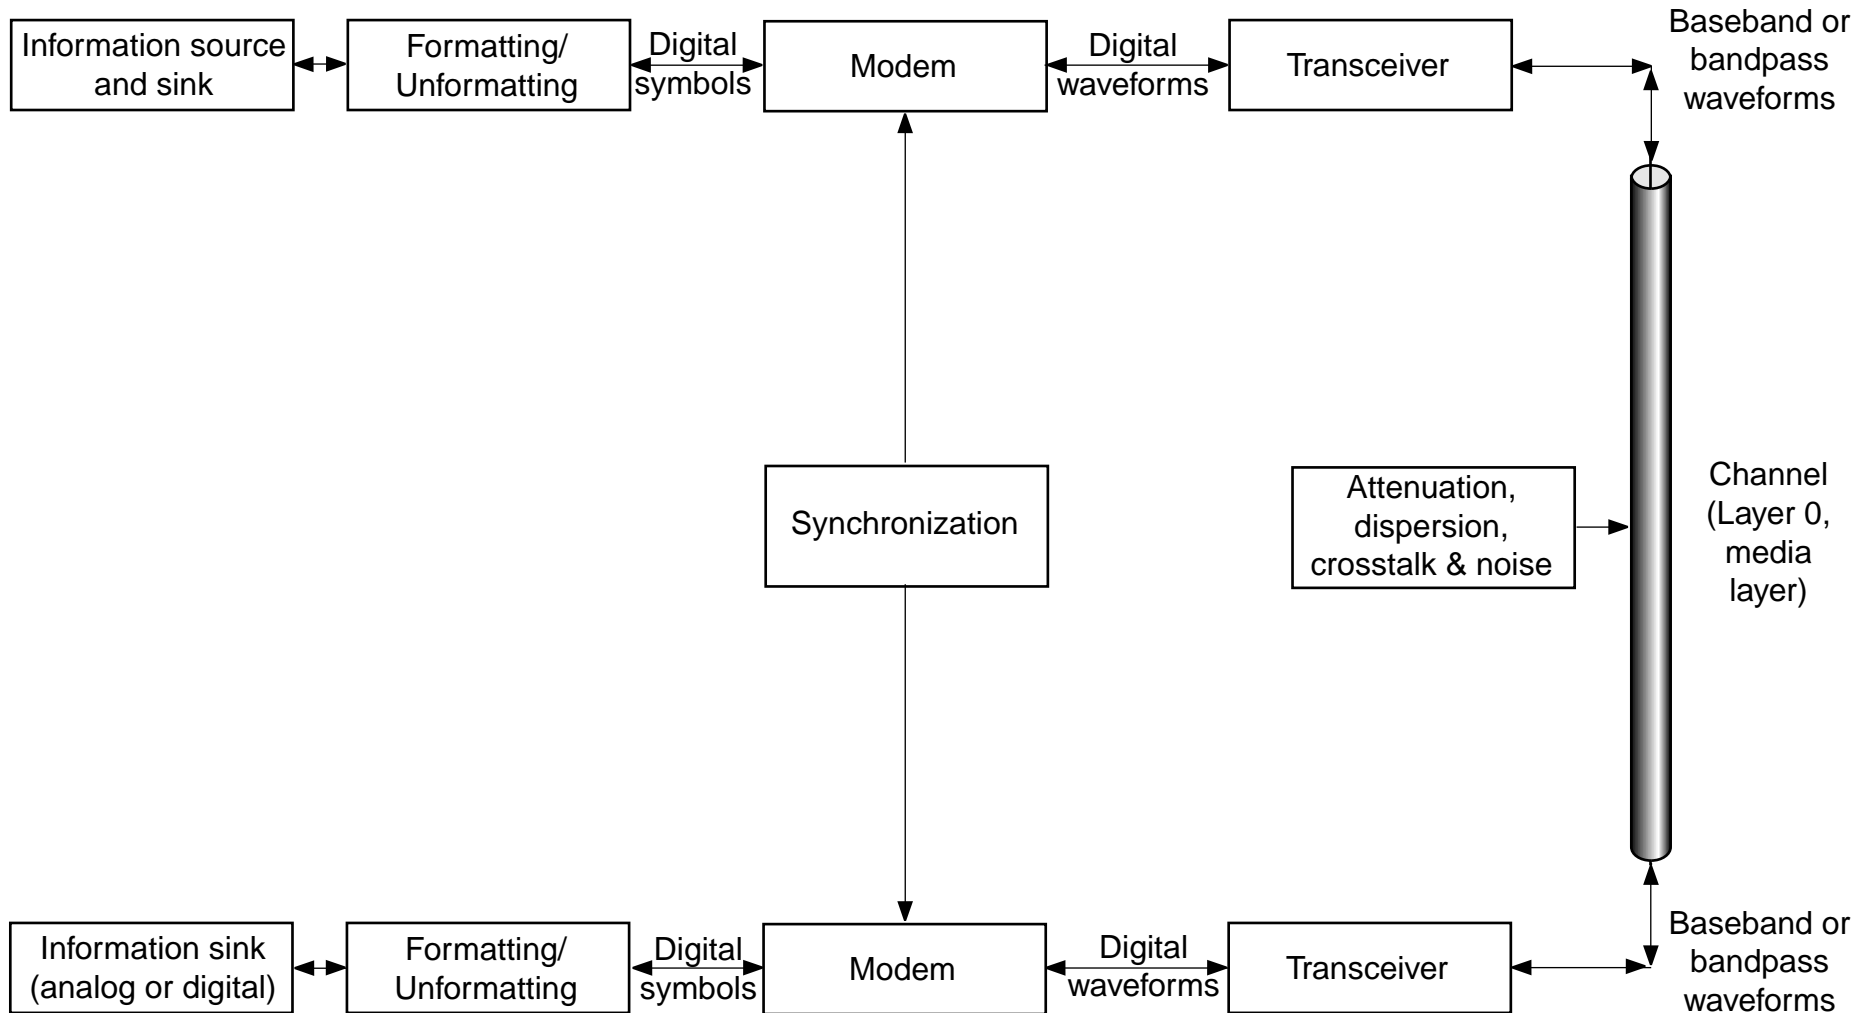 Information source
and sink
Formatting/
Unformatting
Digital
symbols
Modem
Digital
waveforms
Transceiver
Baseband or
bandpass
waveforms
Synchronization
Attenuation,
dispersion,
crosstalk & noise
Channel
(Layer 0,
media
layer)
Information sink
(analog or digital)
Formatting/
Unformatting
Digital
symbols
Modem
Digital
waveforms
Transceiver
Baseband or
bandpass
waveforms